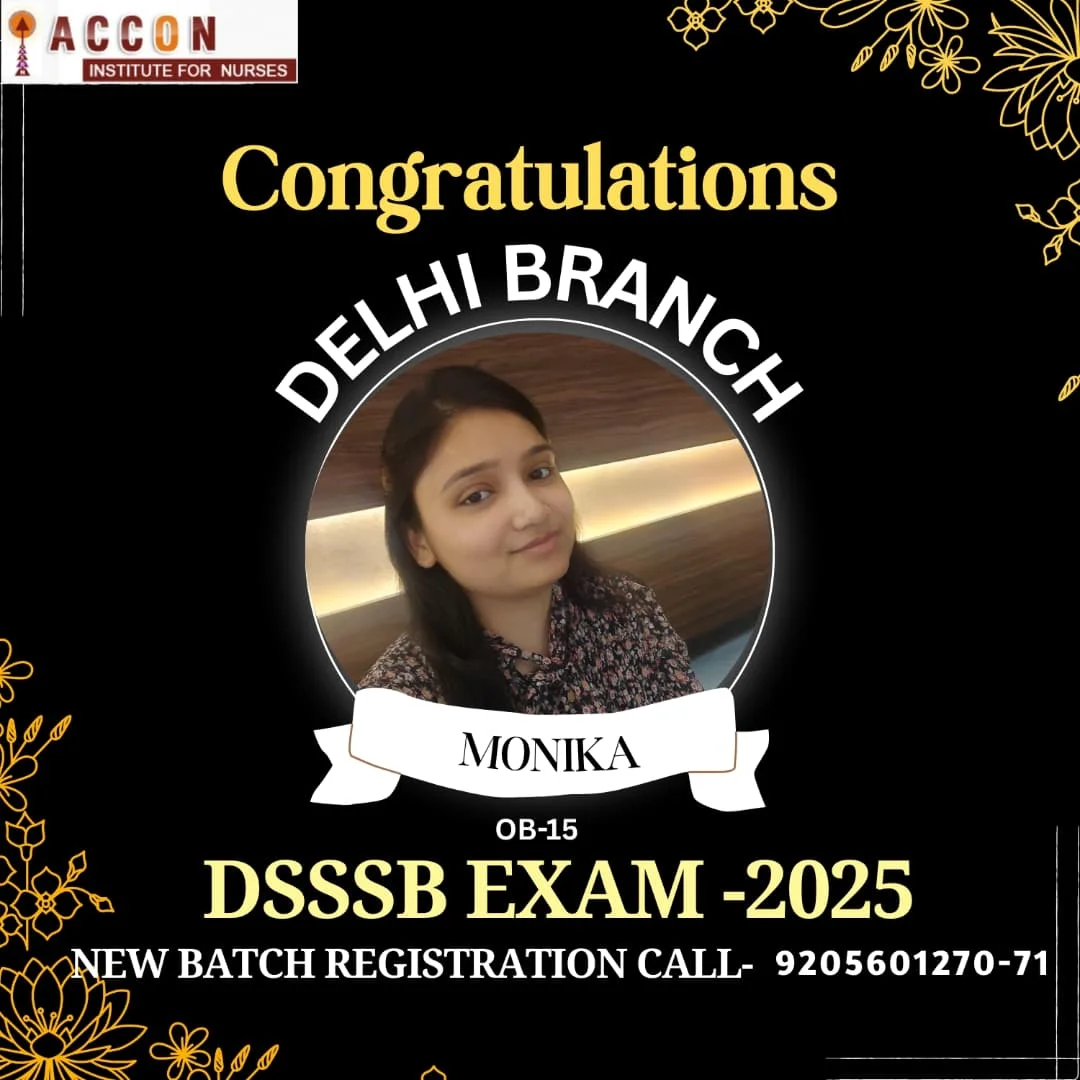 ACCON
INSTITUTE FOR NURSES
Congratulations
DELHI BRANCH
MONIKA
OB-15
DSSSB EXAM -2025
NEW BATCH REGISTRATION CALL- 9205601270-71